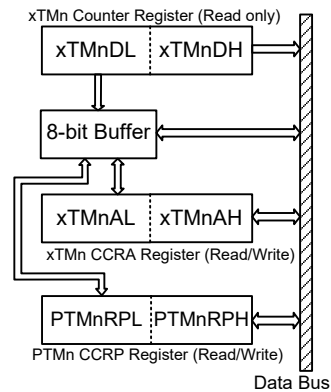 xTMn Counter Register (Read only)
xTMnDL xTMnDH
8-bit Buffer
xTMnAL xTMnAH
xTMn CCRA Register (Read/Write)
PTMnRPL PTMnRPH
PTMn CCRP Register (Read/Write)
Data Bus